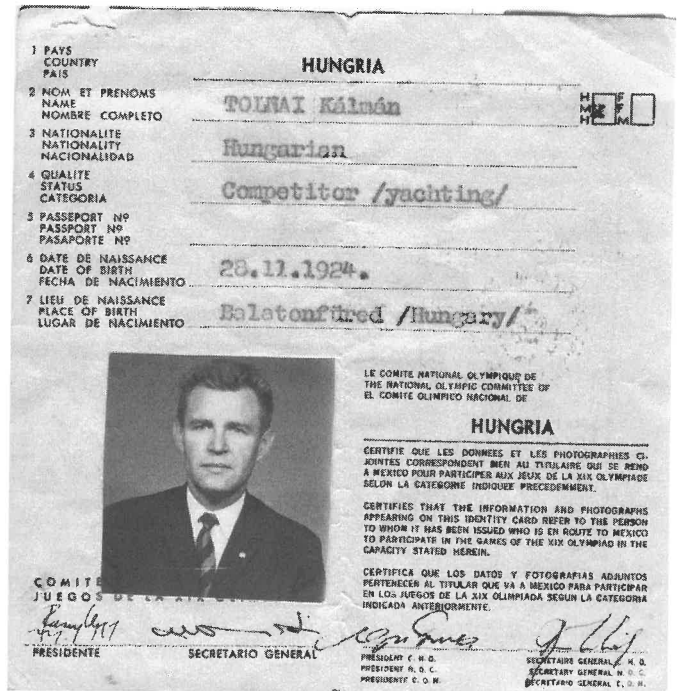 1 PAYS
COUNTRY
PAIS
HUNGRIA
2 NOM ET PRENOMS
NAME
NOMBRE COMPLETO
TOLNAI Kálmán
H F
M F
H M
3 NATIONALITE
NATIONALITY
NACIONALIDAD
Hungarian
4 QUALITE
STATUS
CATEGORIA
Competitor /yachting/
5 PASSEPORT Nº
PASSPORT Nº
PASAPORTE Nº
6 DATE DE NAISSANCE
DATE OF BIRTH
FECHA DE NACIMIENTO
28.11.1924.
7 LIEU DE NAISSANCE
PLACE OF BIRTH
LUGAR DE NACIMIENTO
Balatonfüred /Hungary/
LE COMITE NATIONAL OLYMPIQUE DE
THE NATIONAL OLYMPIC COMMITTEE OF
EL COMITE OLIMPICO NACIONAL DE
HUNGRIA
CERTIFIE QUE LES DONNEES ET LES PHOTOGRAPHIES CI-
JOINTES CORRESPONDENT BIEN AU TITULAIRE QUI SE REND
A MEXICO POUR PARTICIPER AUX JEUX DE LA XIX OLYMPIADE
SELON LA CATEGORIE INDIQUEE PRECEDEMMENT.
CERTIFIES THAT THE INFORMATION AND PHOTOGRAPHS
APPEARING ON THIS IDENTITY CARD REFER TO THE PERSON
TO WHOM IT HAS BEEN ISSUED WHO IS EN ROUTE TO MEXICO
TO PARTICIPATE IN THE GAMES OF THE XIX OLYMPIAD IN THE
CAPACITY STATED HEREIN.
CERTIFICA QUE LOS DATOS Y FOTOGRAFIAS ADJUNTOS
PERTENECEN AL TITULAR QUE VA A MEXICO PARA PARTICIPAR
EN LOS JUEGOS DE LA XIX OLIMPIADA SEGUN LA CATEGORIA
INDICADA ANTERIORMENTE.
COMITE
JUEGOS DE LA XIX
PRESIDENTE
SECRETARIO GENERAL
PRESIDENT C. N. O.
PRESIDENT N. O. C.
PRESIDENTE C. O. N.
SECRETAIRE GENERAL C. N. O.
SECRETARY GENERAL N. O. C.
SECRETARIO GENERAL C. O. N.